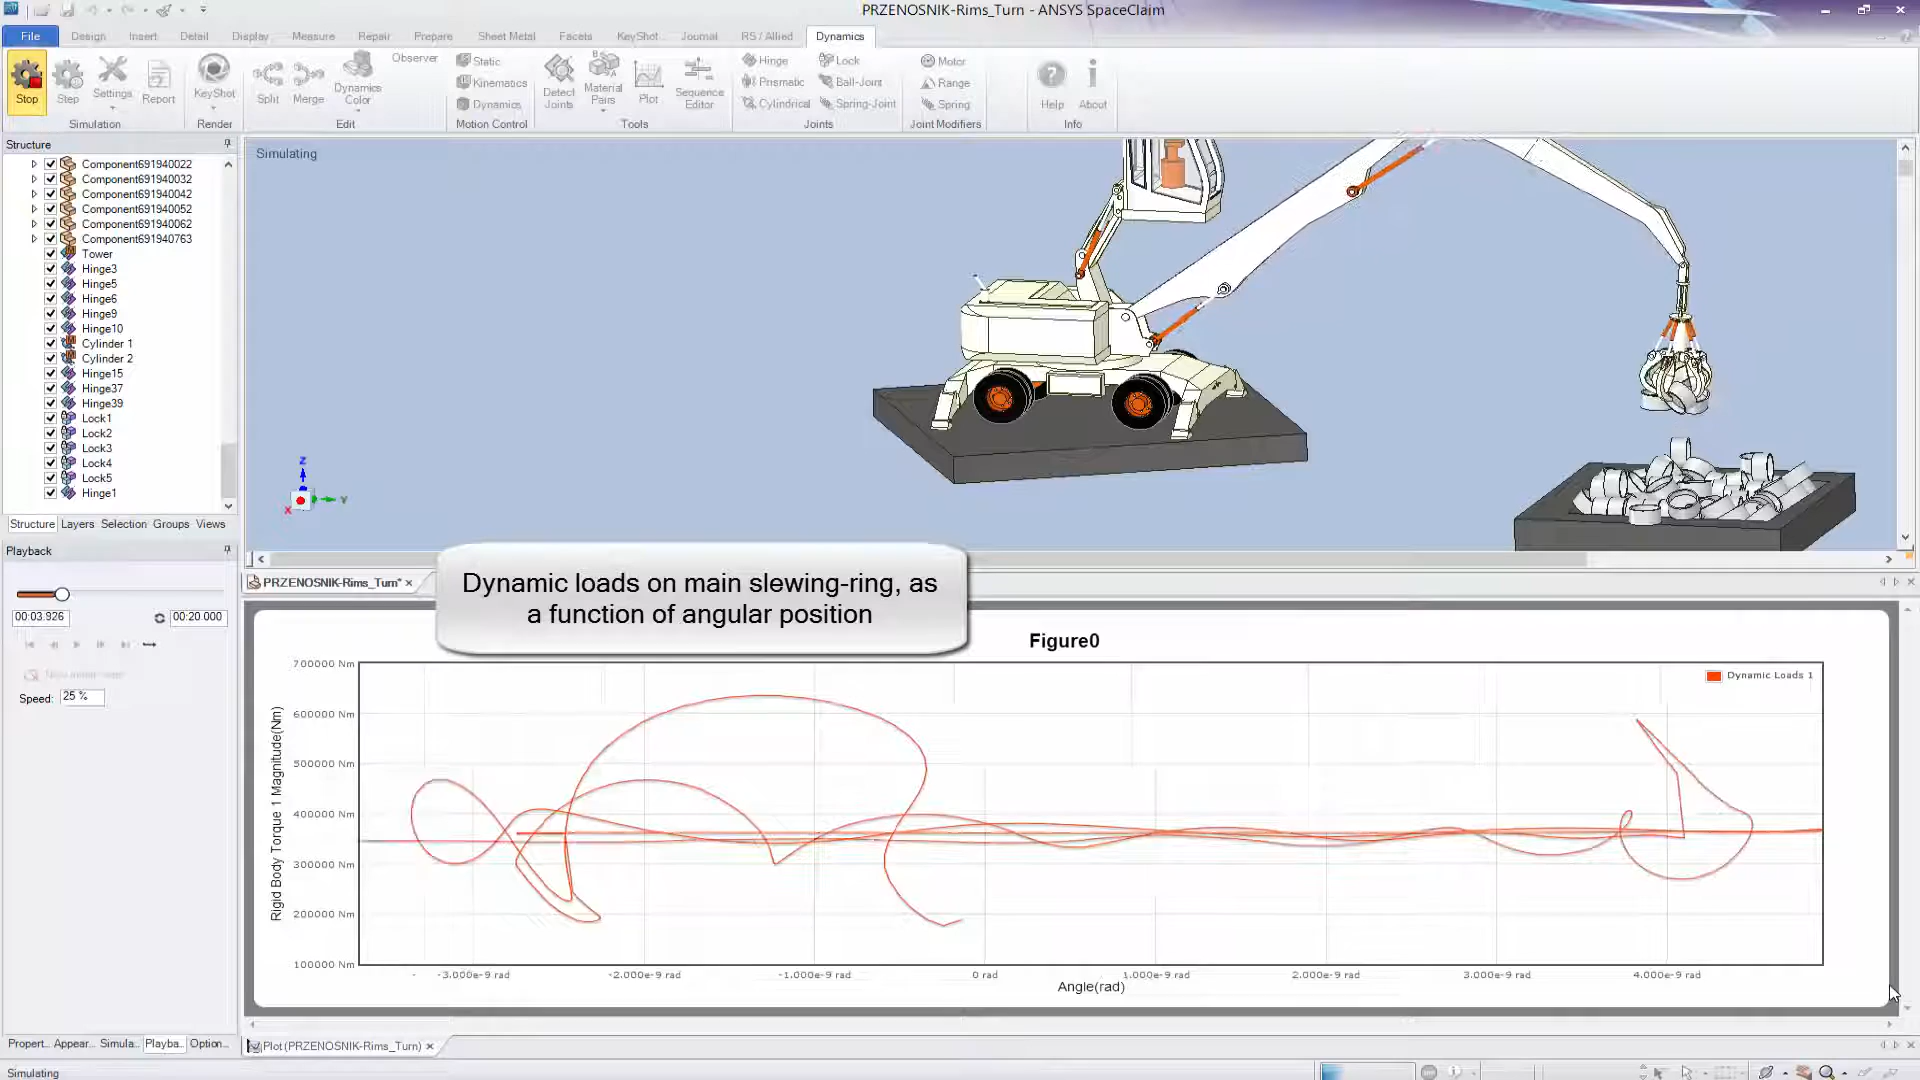 PRZENOSNIK-Rims_Turn - ANSYS SpaceClaim
File Design Insert Detail Display Measure Repair Prepare Sheet Metal Facets KeyShot Journal RS / Allied Dynamics
Stop Step Settings Report KeyShot Split Merge Dynamics Color Observer Static Kinematics Dynamics Detect Joints Material Pairs Plot Sequence Editor Hinge Prismatic Cylindrical Lock Ball-Joint Spring-Joint Motor Range Spring Help About
Simulation Render Edit Motion Control Tools Joints Joint Modifiers Info
Structure
Simulating
Component691940022
Component691940032
Component691940042
Component691940052
Component691940062
Component691940763
Tower
Hinge3
Hinge5
Hinge6
Hinge9
Hinge10
Cylinder 1
Cylinder 2
Hinge15
Hinge37
Hinge39
Lock1
Lock2
Lock3
Lock4
Lock5
Hinge1
Z
Y
X
Structure Layers Selection Groups Views
Playback
00:03.926 00:20.000
Speed: 25 %
PRZENOSNIK-Rims_Turn*
Dynamic loads on main slewing-ring, as
a function of angular position
Figure0
Dynamic Loads 1
Rigid Body Torque 1 Magnitude(Nm)
700000 Nm
600000 Nm
500000 Nm
400000 Nm
300000 Nm
200000 Nm
100000 Nm
- -3.000e-9 rad -2.000e-9 rad -1.000e-9 rad 0 rad 1.000e-9 rad 2.000e-9 rad 3.000e-9 rad 4.000e-9 rad
Angle(rad)
Propert... Appear... Simula... Playba... Option...
Plot (PRZENOSNIK-Rims_Turn)
Simulating